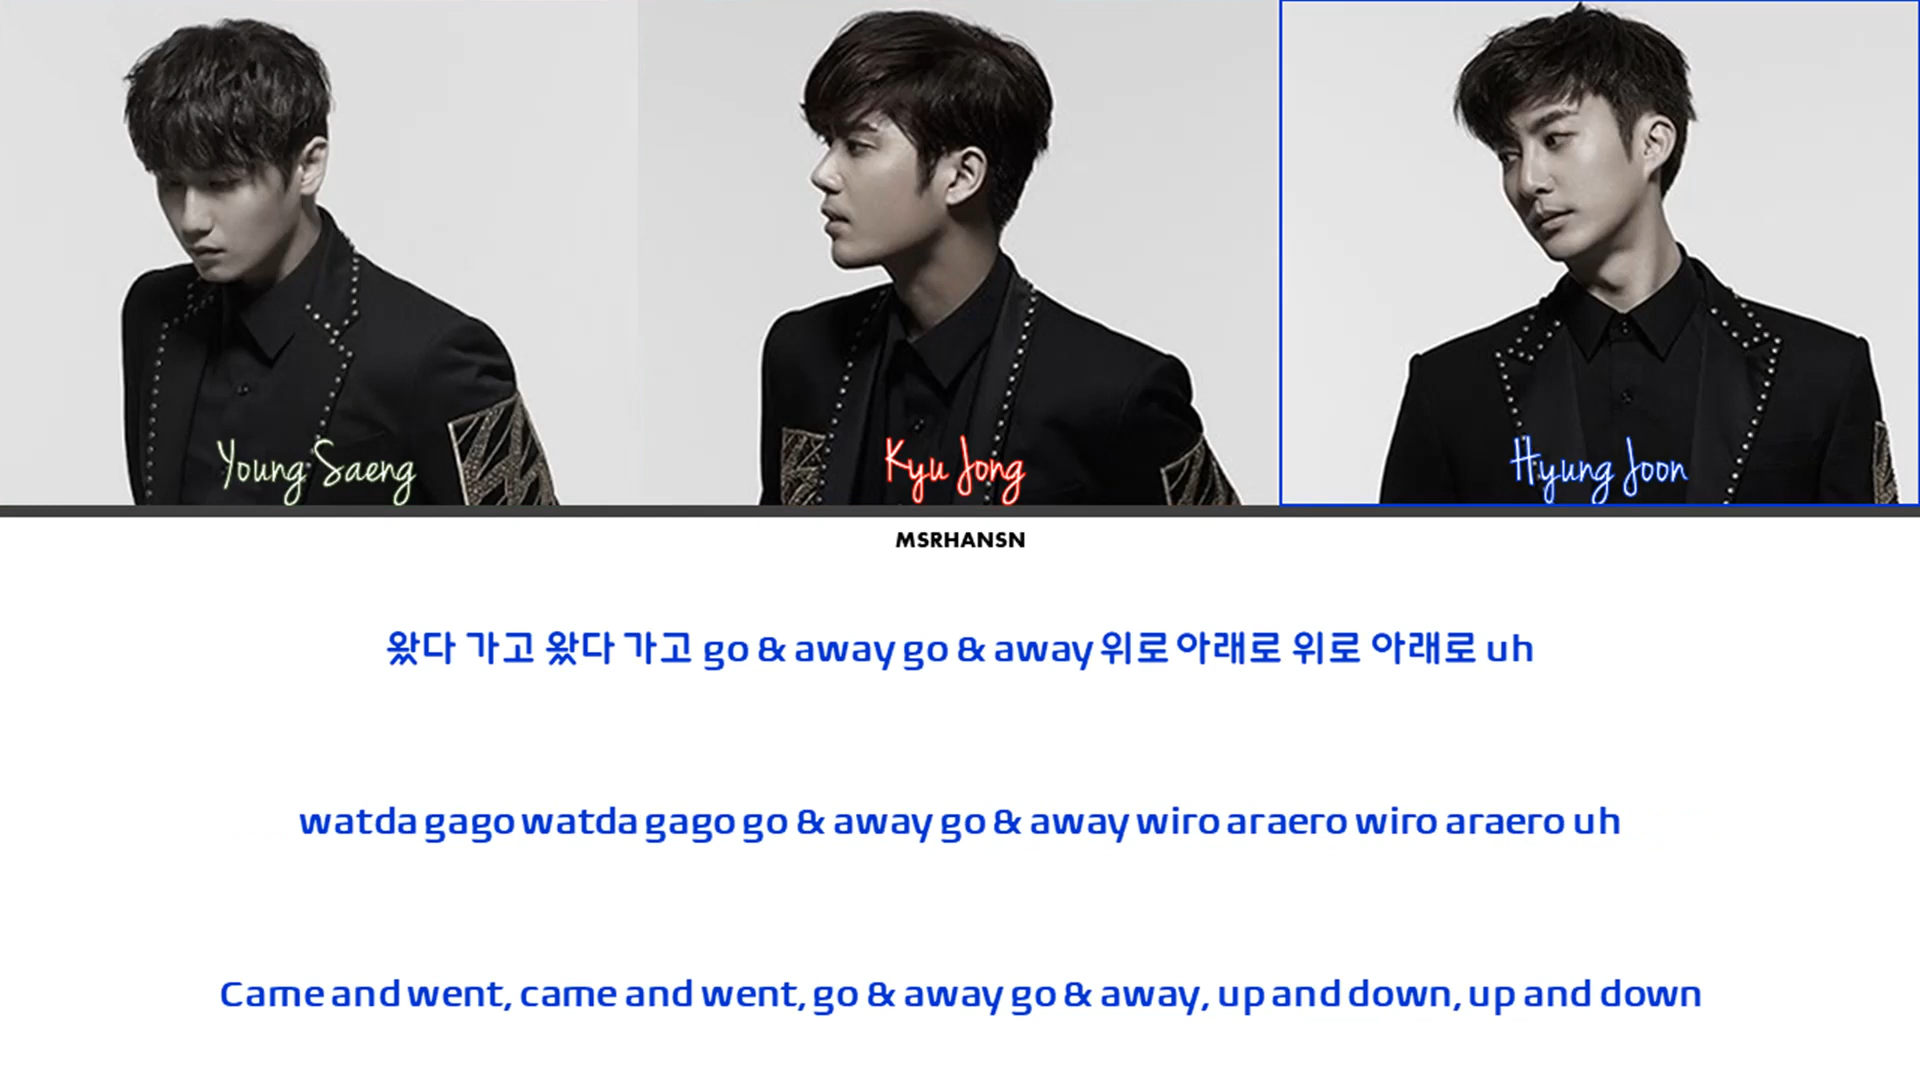 Young Saeng
Kyu Jong
Hyung Joon
MSRHANSN
왔다 가고 왔다 가고 go & away go & away 위로 아래로 위로 아래로 uh
watda gago watda gago go & away go & away wiro araero wiro araero uh
Came and went, came and went, go & away go & away, up and down, up and down